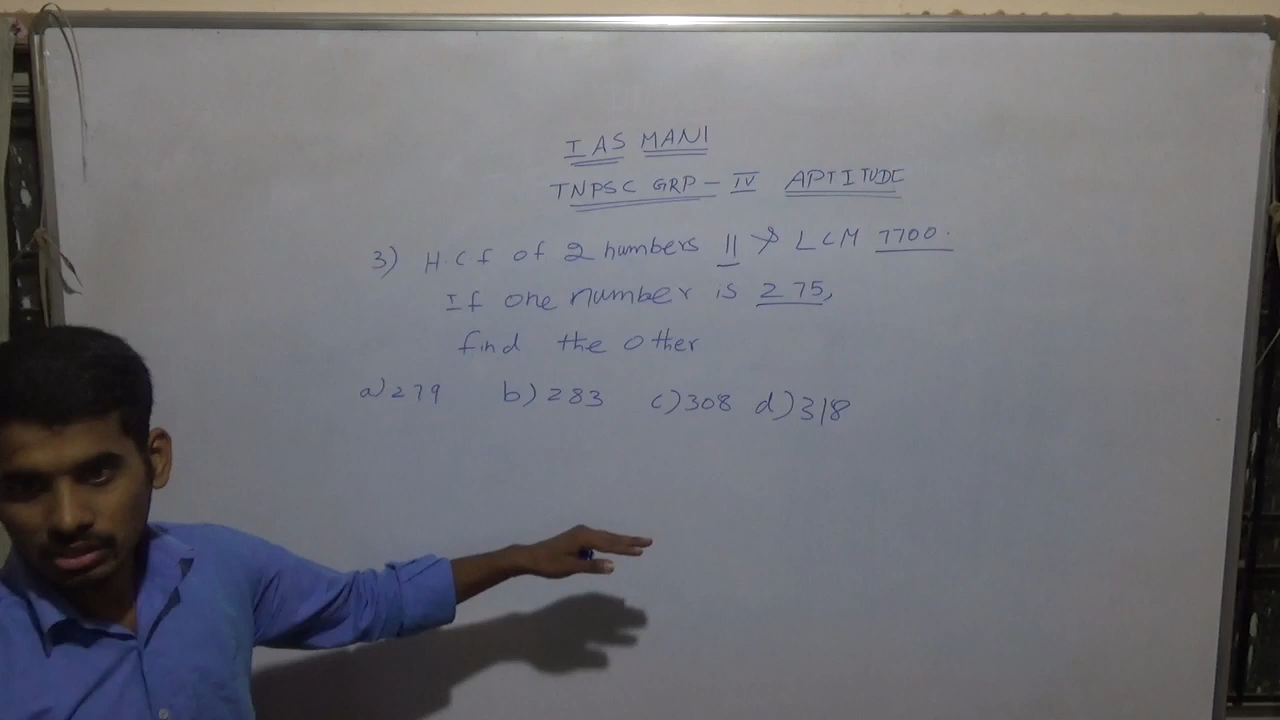 IAS MANI
TNPSC GRP - IV APTITUDE
3) H.C.f of 2 numbers 11 & LCM 7700.
If one number is 275,
find the other
a) 279 b) 283 c) 308 d) 318